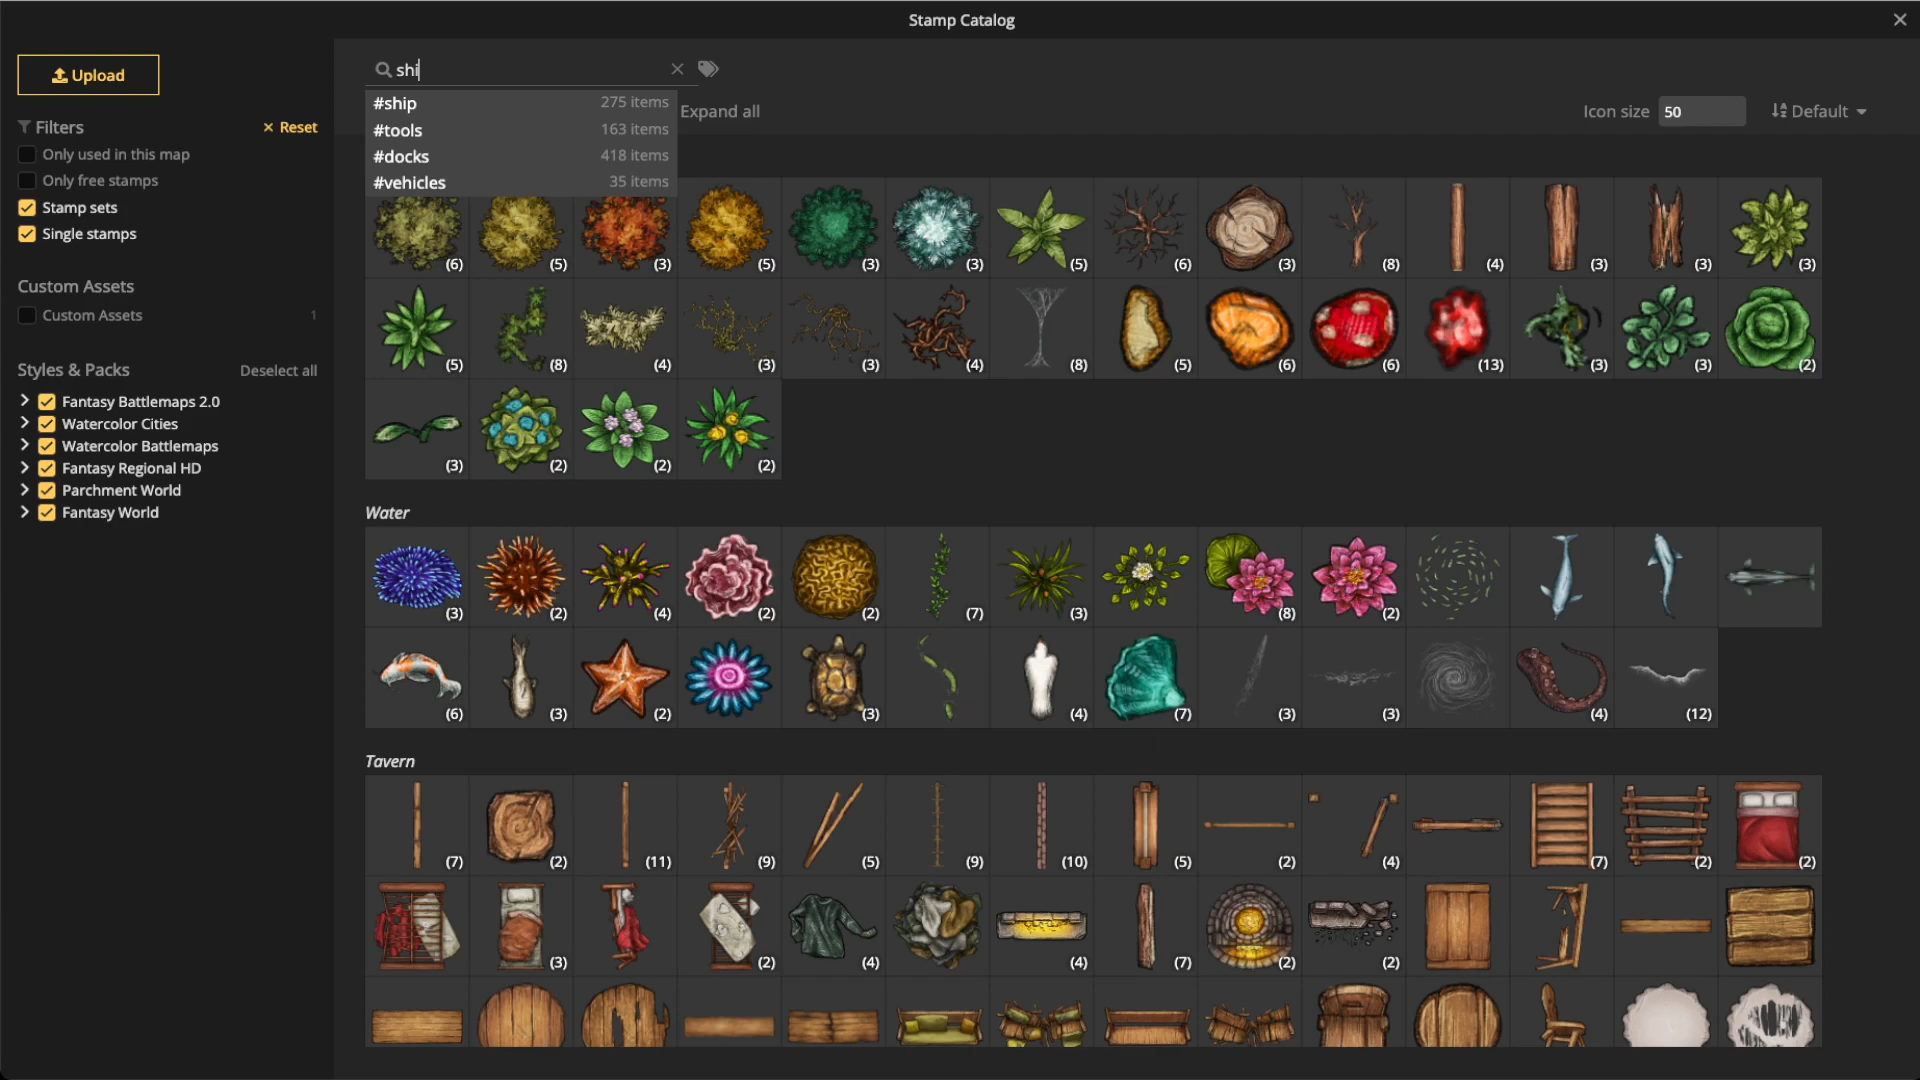 Stamp Catalog
Upload
Filters
Reset
Only used in this map
Only free stamps
Stamp sets
Single stamps
Custom Assets
Custom Assets 1
Styles & Packs
Deselect all
Fantasy Battlemaps 2.0
Watercolor Cities
Watercolor Battlemaps
Fantasy Regional HD
Parchment World
Fantasy World
shi
#ship 275 items
#tools 163 items
#docks 418 items
#vehicles 35 items
Expand all
Icon size 50
Default
(6) (5) (3) (5) (3) (3) (5) (6) (3) (8) (4) (3) (3) (3)
(5) (8) (4) (3) (3) (4) (8) (5) (6) (6) (13) (3) (3) (2)
(3) (2) (2) (2)
Water
(3) (2) (4) (2) (2) (7) (3) (8) (2)
(6) (3) (2) (3) (4) (7) (3) (3) (4) (12)
Tavern
(7) (2) (11) (9) (5) (9) (10) (5) (2) (4) (7) (2) (2)
(3) (2) (4) (4) (7) (2) (2)